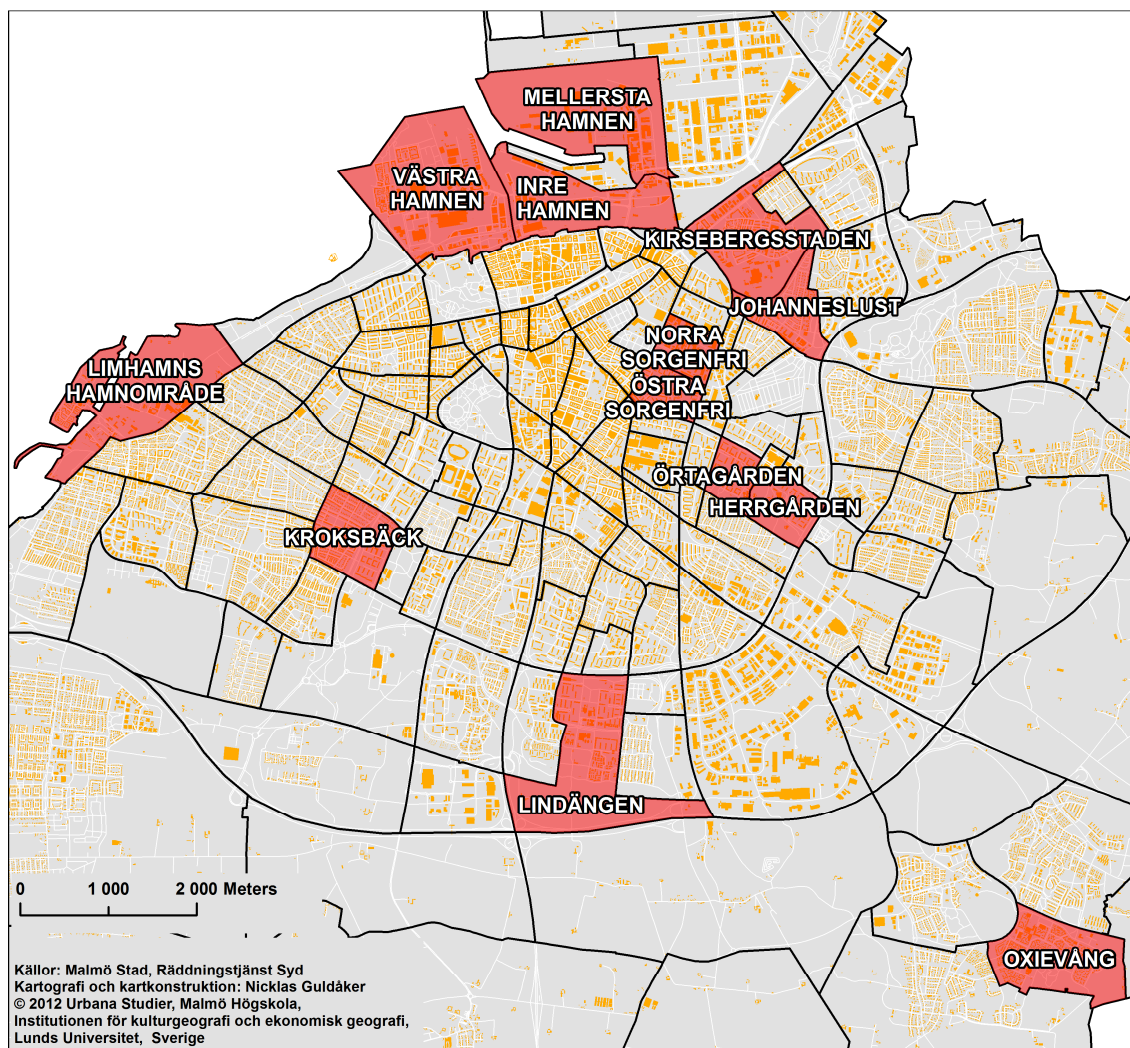 MELLERSTA
HAMNEN
VÄSTRA
HAMNEN
INRE
HAMNEN
KIRSEBERGSSTADEN
JOHANNESLUST
NORRA
SORGENFRI
ÖSTRA
SORGENFRI
LIMHAMNS
HAMNOMRÅDE
ÖRTAGÅRDEN
HERRGÅRDEN
KROKSBÄCK
LINDÄNGEN
OXIEVÅNG
0 1 000 2 000 Meters
Källor: Malmö Stad, Räddningstjänst Syd
Kartografi och kartkonstruktion: Nicklas Guldåker
© 2012 Urbana Studier, Malmö Högskola,
Institutionen för kulturgeografi och ekonomisk geografi,
Lunds Universitet, Sverige